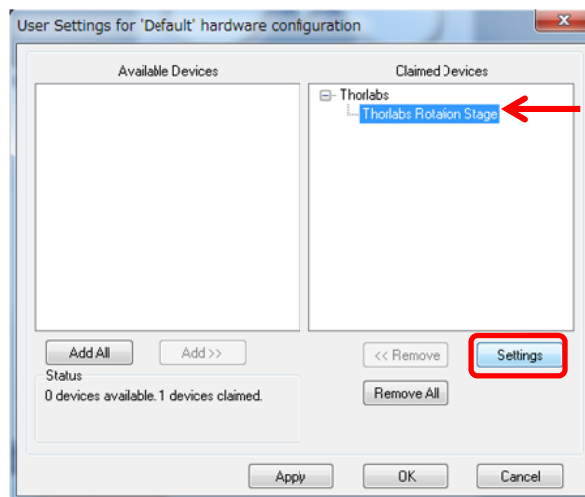 User Settings for 'Default' hardware configuration
x
Available Devices
Claimed Devices
Thorlabs
Thorlabs Rotaion Stage
Add All
Add >>
<< Remove
Settings
Status
0 devices available. 1 devices claimed.
Remove All
Apply
OK
Cancel